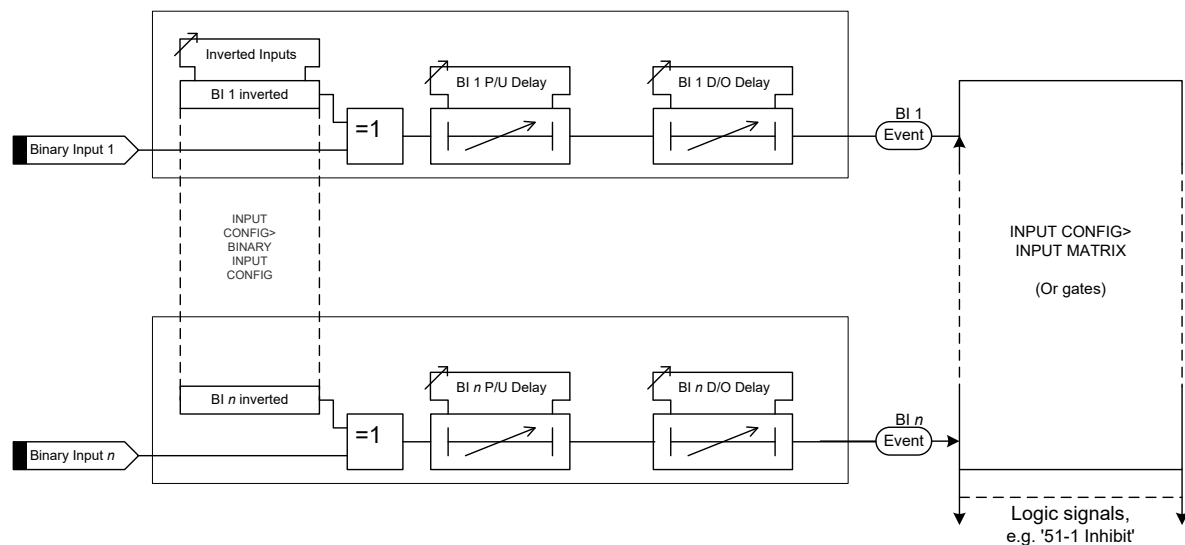 Inverted Inputs
BI 1 inverted
BI 1 P/U Delay
BI 1 D/O Delay
=1
Binary Input 1
BI 1
Event
INPUT
CONFIG>
BINARY
INPUT
CONFIG
INPUT CONFIG>
INPUT MATRIX
(Or gates)
BI n inverted
BI n P/U Delay
BI n D/O Delay
=1
Binary Input n
BI n
Event
Logic signals,
e.g. '51-1 Inhibit'